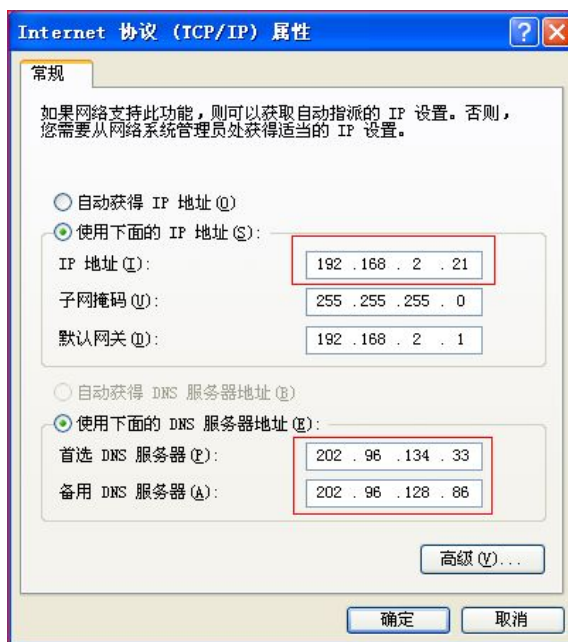 Internet 协议 (TCP/IP) 属性
常规
如果网络支持此功能，则可以获取自动指派的 IP 设置。否则，
您需要从网络系统管理员处获得适当的 IP 设置。
自动获得 IP 地址(O)
使用下面的 IP 地址(S):
IP 地址(I): 192 .168 . 2 . 21
子网掩码(U): 255 .255 .255 . 0
默认网关(D): 192 .168 . 2 . 1
自动获得 DNS 服务器地址(B)
使用下面的 DNS 服务器地址(E):
首选 DNS 服务器(P): 202 . 96 .134 . 33
备用 DNS 服务器(A): 202 . 96 .128 . 86
高级(V)...
确定 取消